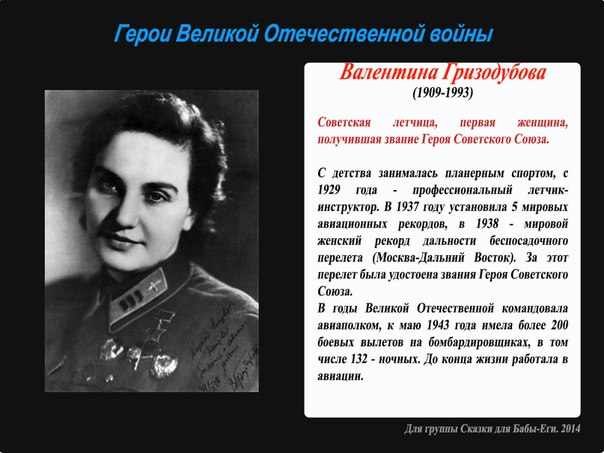 Герои Великой Отечественной войны
Валентина Гризодубова
(1909-1993)
Советская летчица, первая женщина,
получившая звание Героя Советского Союза.
С детства занималась планерным спортом, с
1929 года - профессиональный летчик-
инструктор. В 1937 году установила 5 мировых
авиационных рекордов, в 1938 - мировой
женский рекорд дальности беспосадочного
перелета (Москва-Дальний Восток). За этот
перелет была удостоена звания Героя Советского
Союза.
В годы Великой Отечественной командовала
авиаполком, к маю 1943 года имела более 200
боевых вылетов на бомбардировщиках, в том
числе 132 - ночных. До конца жизни работала в
авиации.
Для группы Сказки для Бабы-Еги. 2014